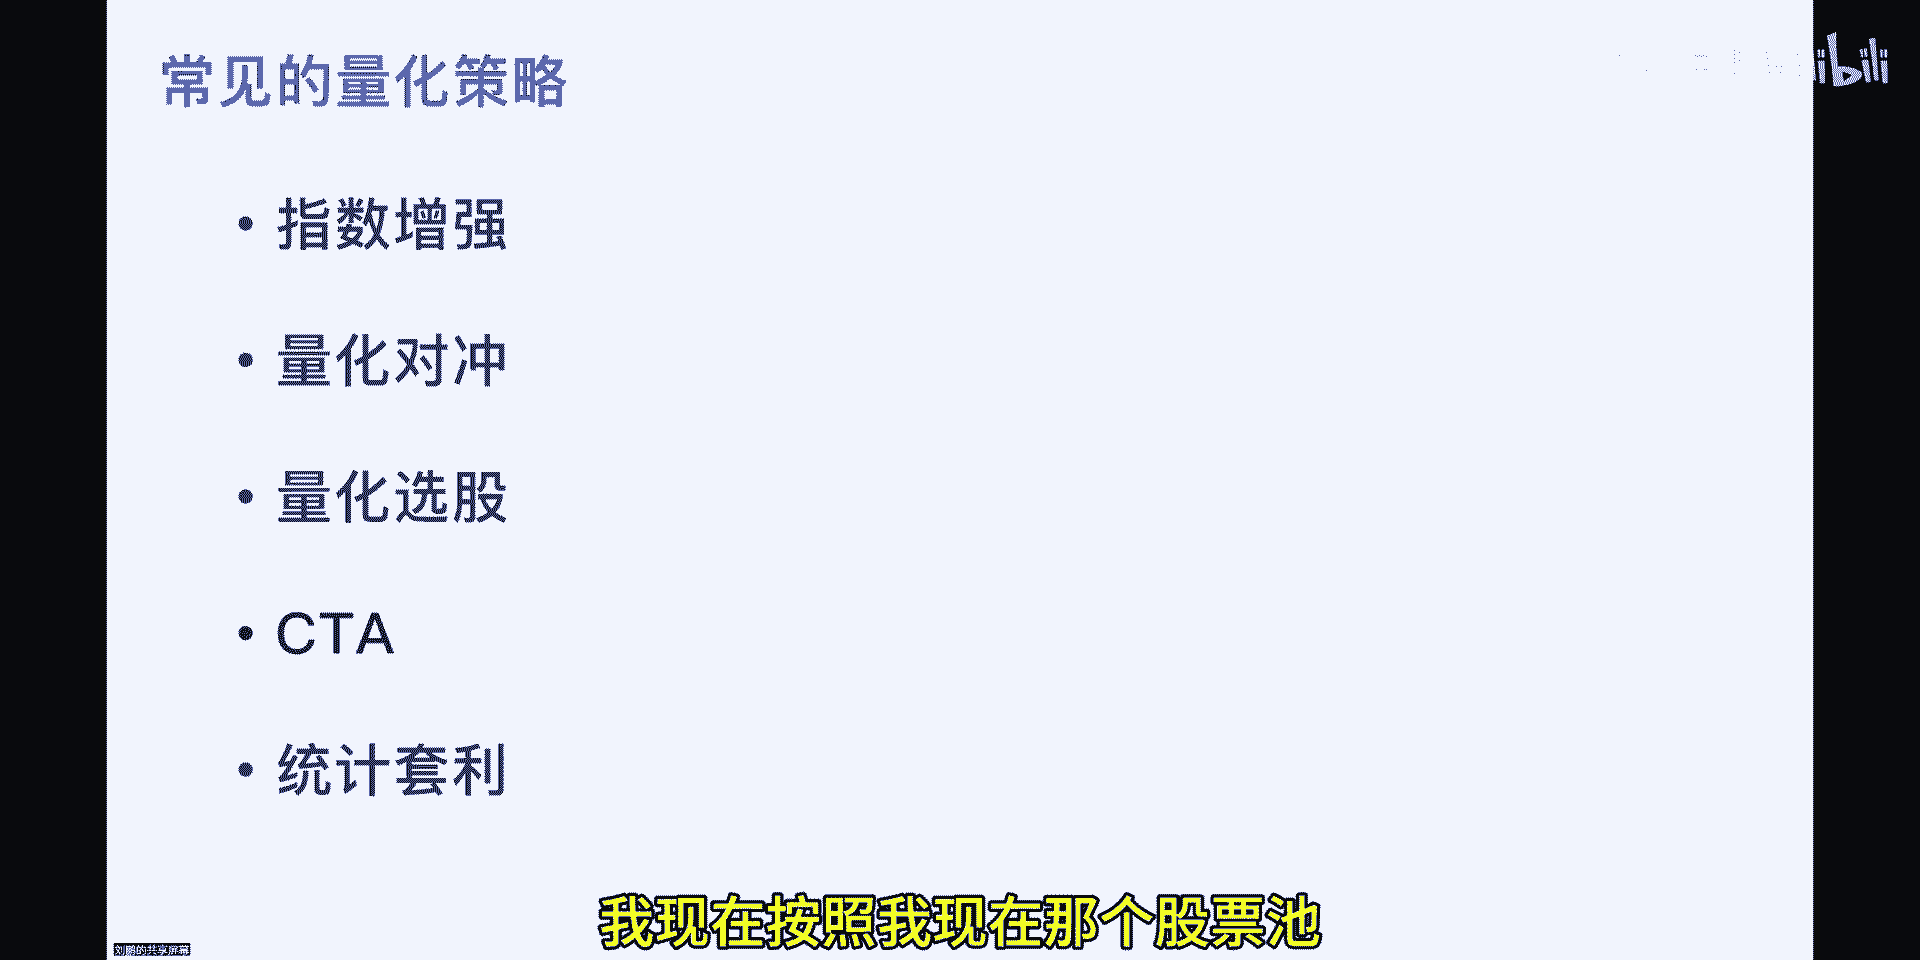 常见的量化策略
• 指数增强
• 量化对冲
• 量化选股
• CTA
• 统计套利
我现在按照我现在那个股票池
刘鹏的共享屏幕